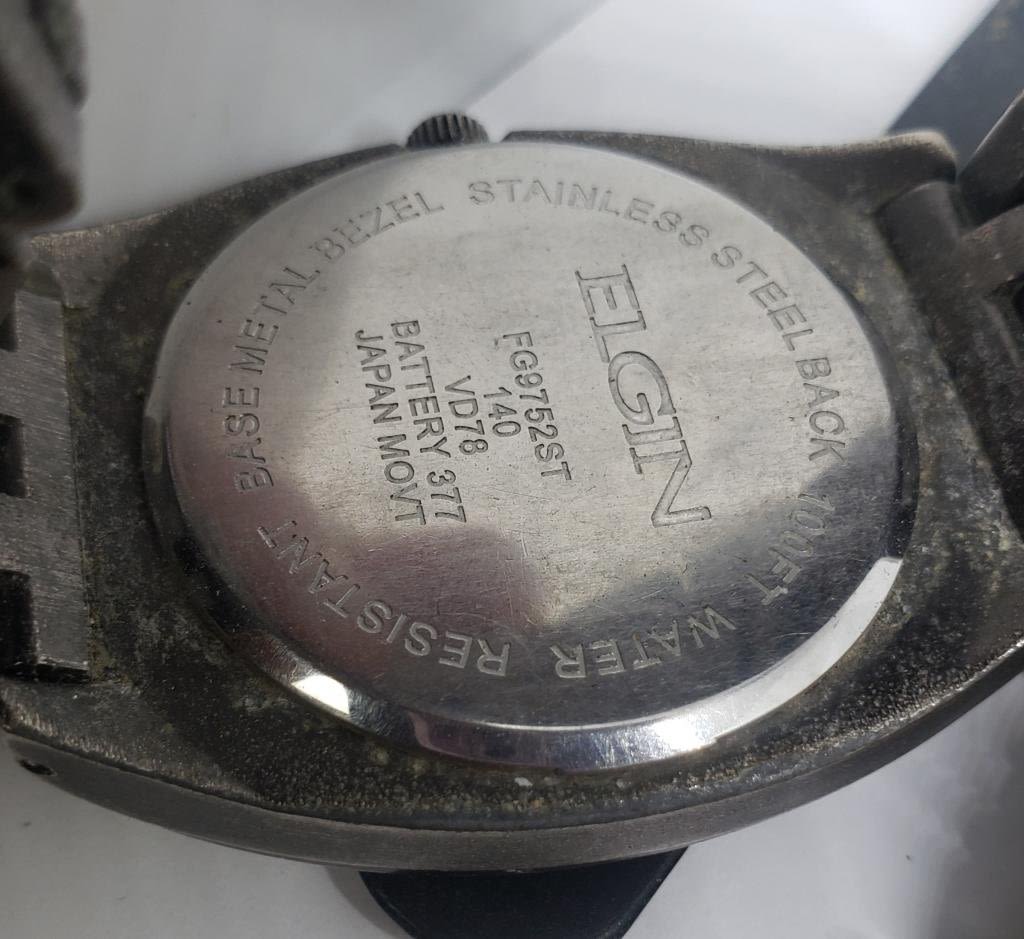 ELGIN
FG9752ST
140
VD78
BATTERY 377
JAPAN MOVT
BASE METAL BEZEL STAINLESS STEEL BACK 100FT WATER RESISTANT